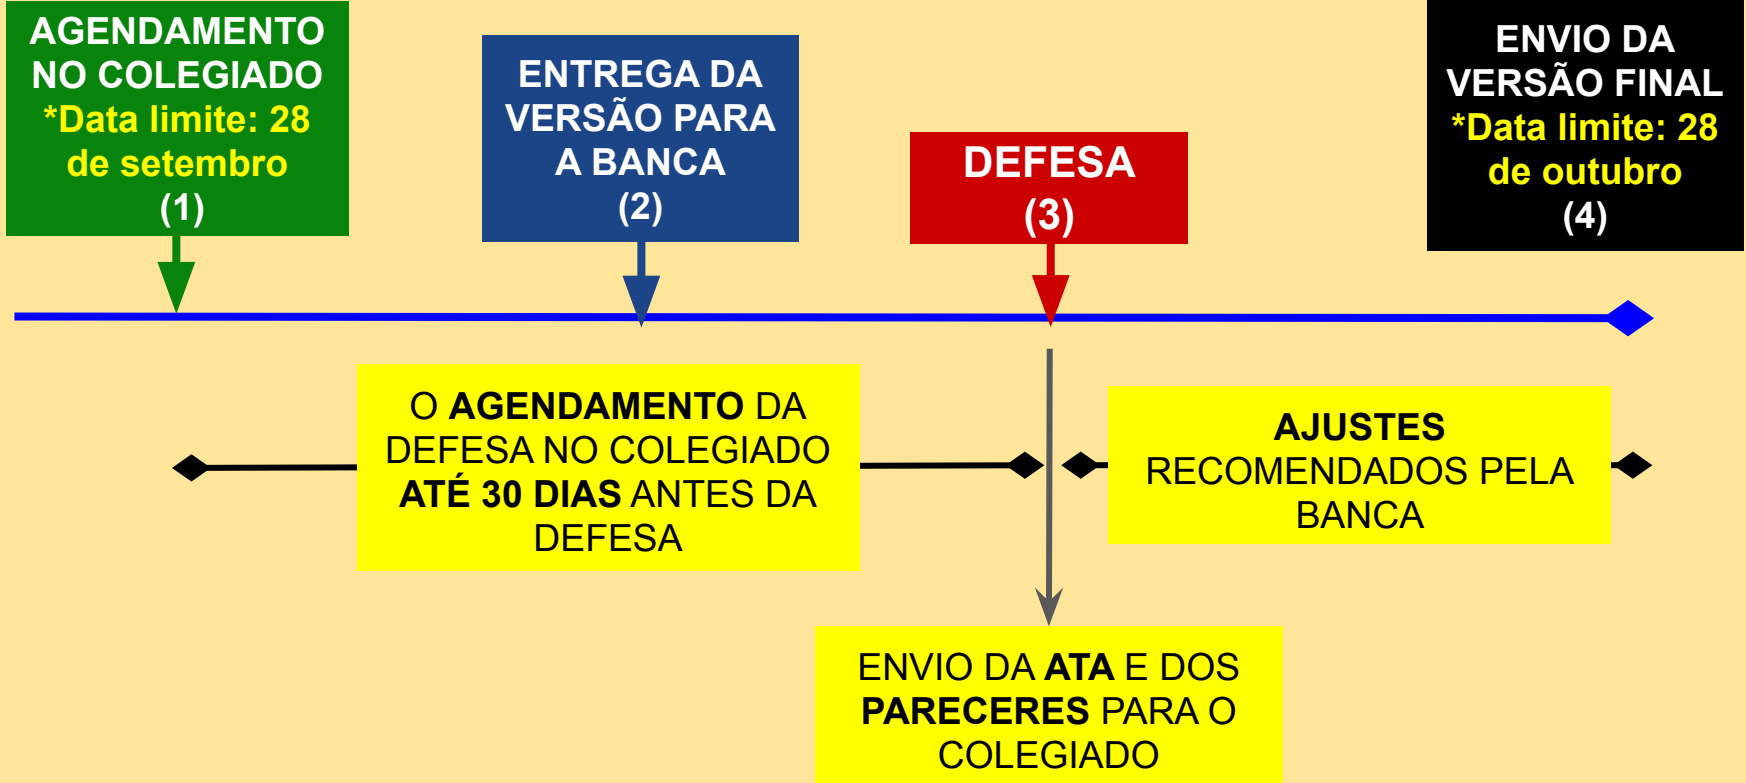 AGENDAMENTO
NO COLEGIADO
*Data limite: 28
de setembro
(1)
ENTREGA DA
VERSÃO PARA
A BANCA
(2)
DEFESA
(3)
ENVIO DA
VERSÃO FINAL
*Data limite: 28
de outubro
(4)
O AGENDAMENTO DA
DEFESA NO COLEGIADO
ATÉ 30 DIAS ANTES DA
DEFESA
AJUSTES
RECOMENDADOS PELA
BANCA
ENVIO DA ATA E DOS
PARECERES PARA O
COLEGIADO